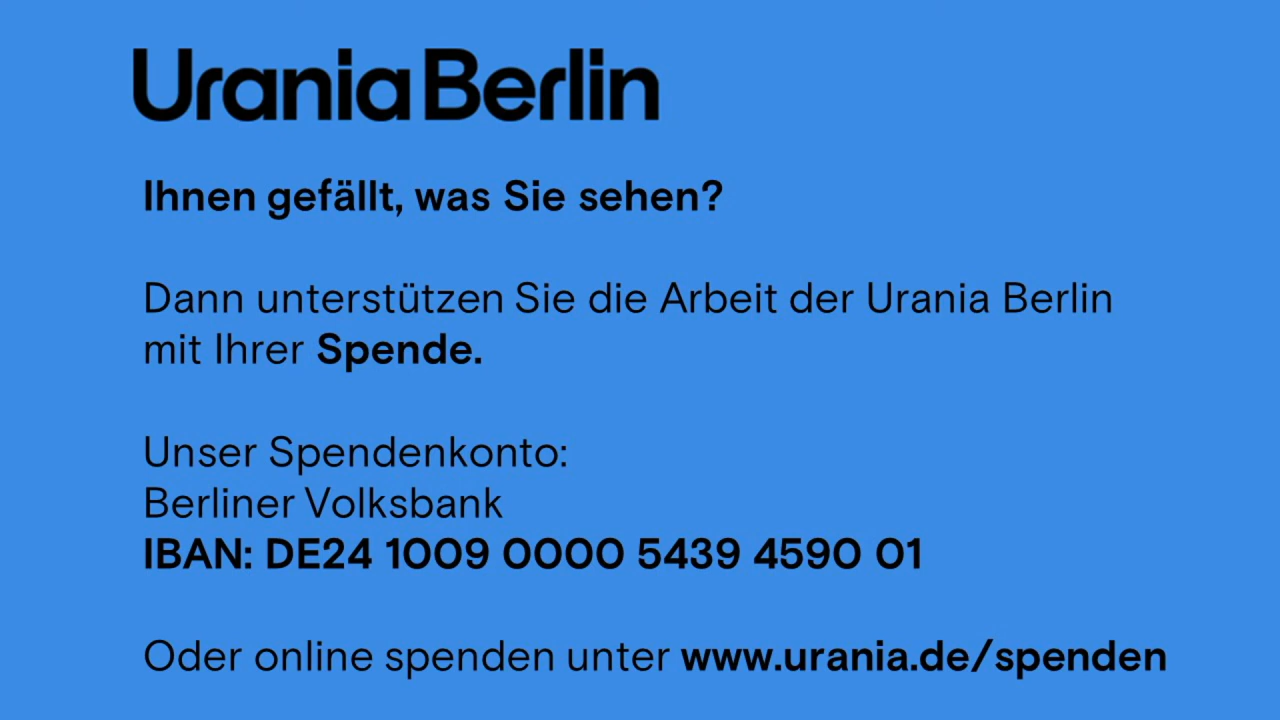 Urania Berlin
Ihnen gefällt, was Sie sehen?
Dann unterstützen Sie die Arbeit der Urania Berlin
mit Ihrer Spende.
Unser Spendenkonto:
Berliner Volksbank
IBAN: DE24 1009 0000 5439 4590 01
Oder online spenden unter www.urania.de/spenden